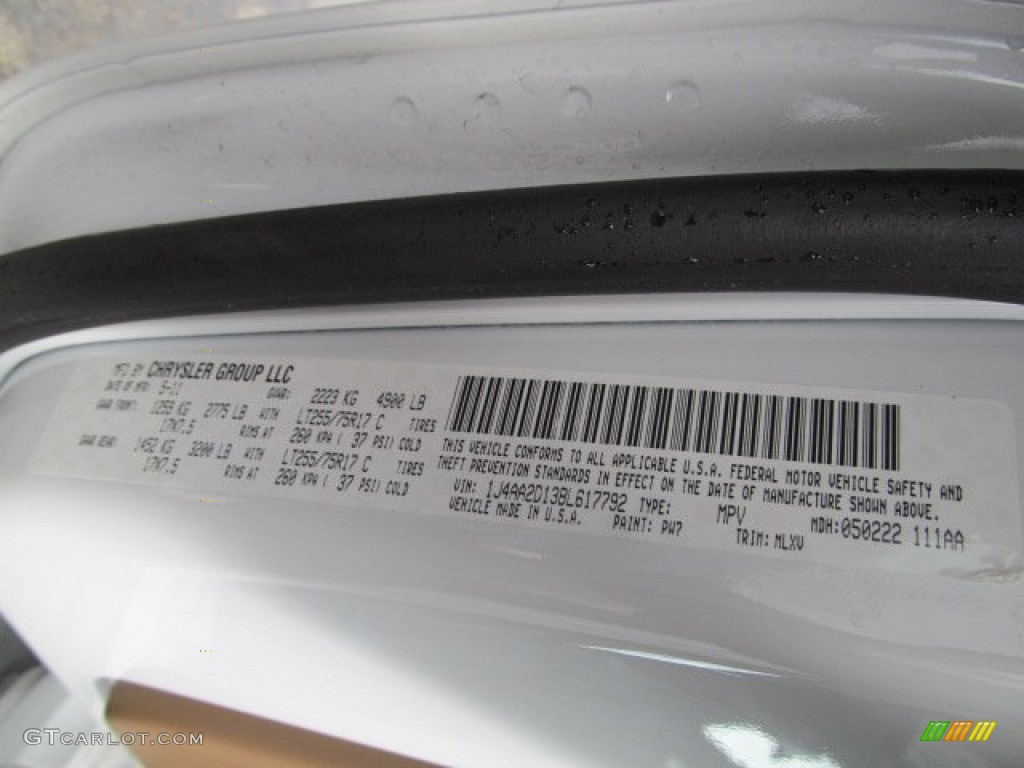 MFD BY CHRYSLER GROUP LLC
DATE OF MFR: 5-11 GVWR: 2223 KG 4900 LB
GAWR FRONT: 1259 KG 2775 LB WITH LT255/75R17 C TIRES
17X7.5 RIMS AT 260 KPA ( 37 PSI) COLD
GAWR REAR: 1452 KG 3200 LB WITH LT255/75R17 C TIRES
17X7.5 RIMS AT 260 KPA ( 37 PSI) COLD
THIS VEHICLE CONFORMS TO ALL APPLICABLE U.S.A. FEDERAL MOTOR VEHICLE SAFETY AND
THEFT PREVENTION STANDARDS IN EFFECT ON THE DATE OF MANUFACTURE SHOWN ABOVE.
VIN: 1J4AA2D13BL617792 TYPE: MPV MDH:050222 111AA
VEHICLE MADE IN U.S.A. PAINT: PW7 TRIM: MLXV
GTCARLOT.COM